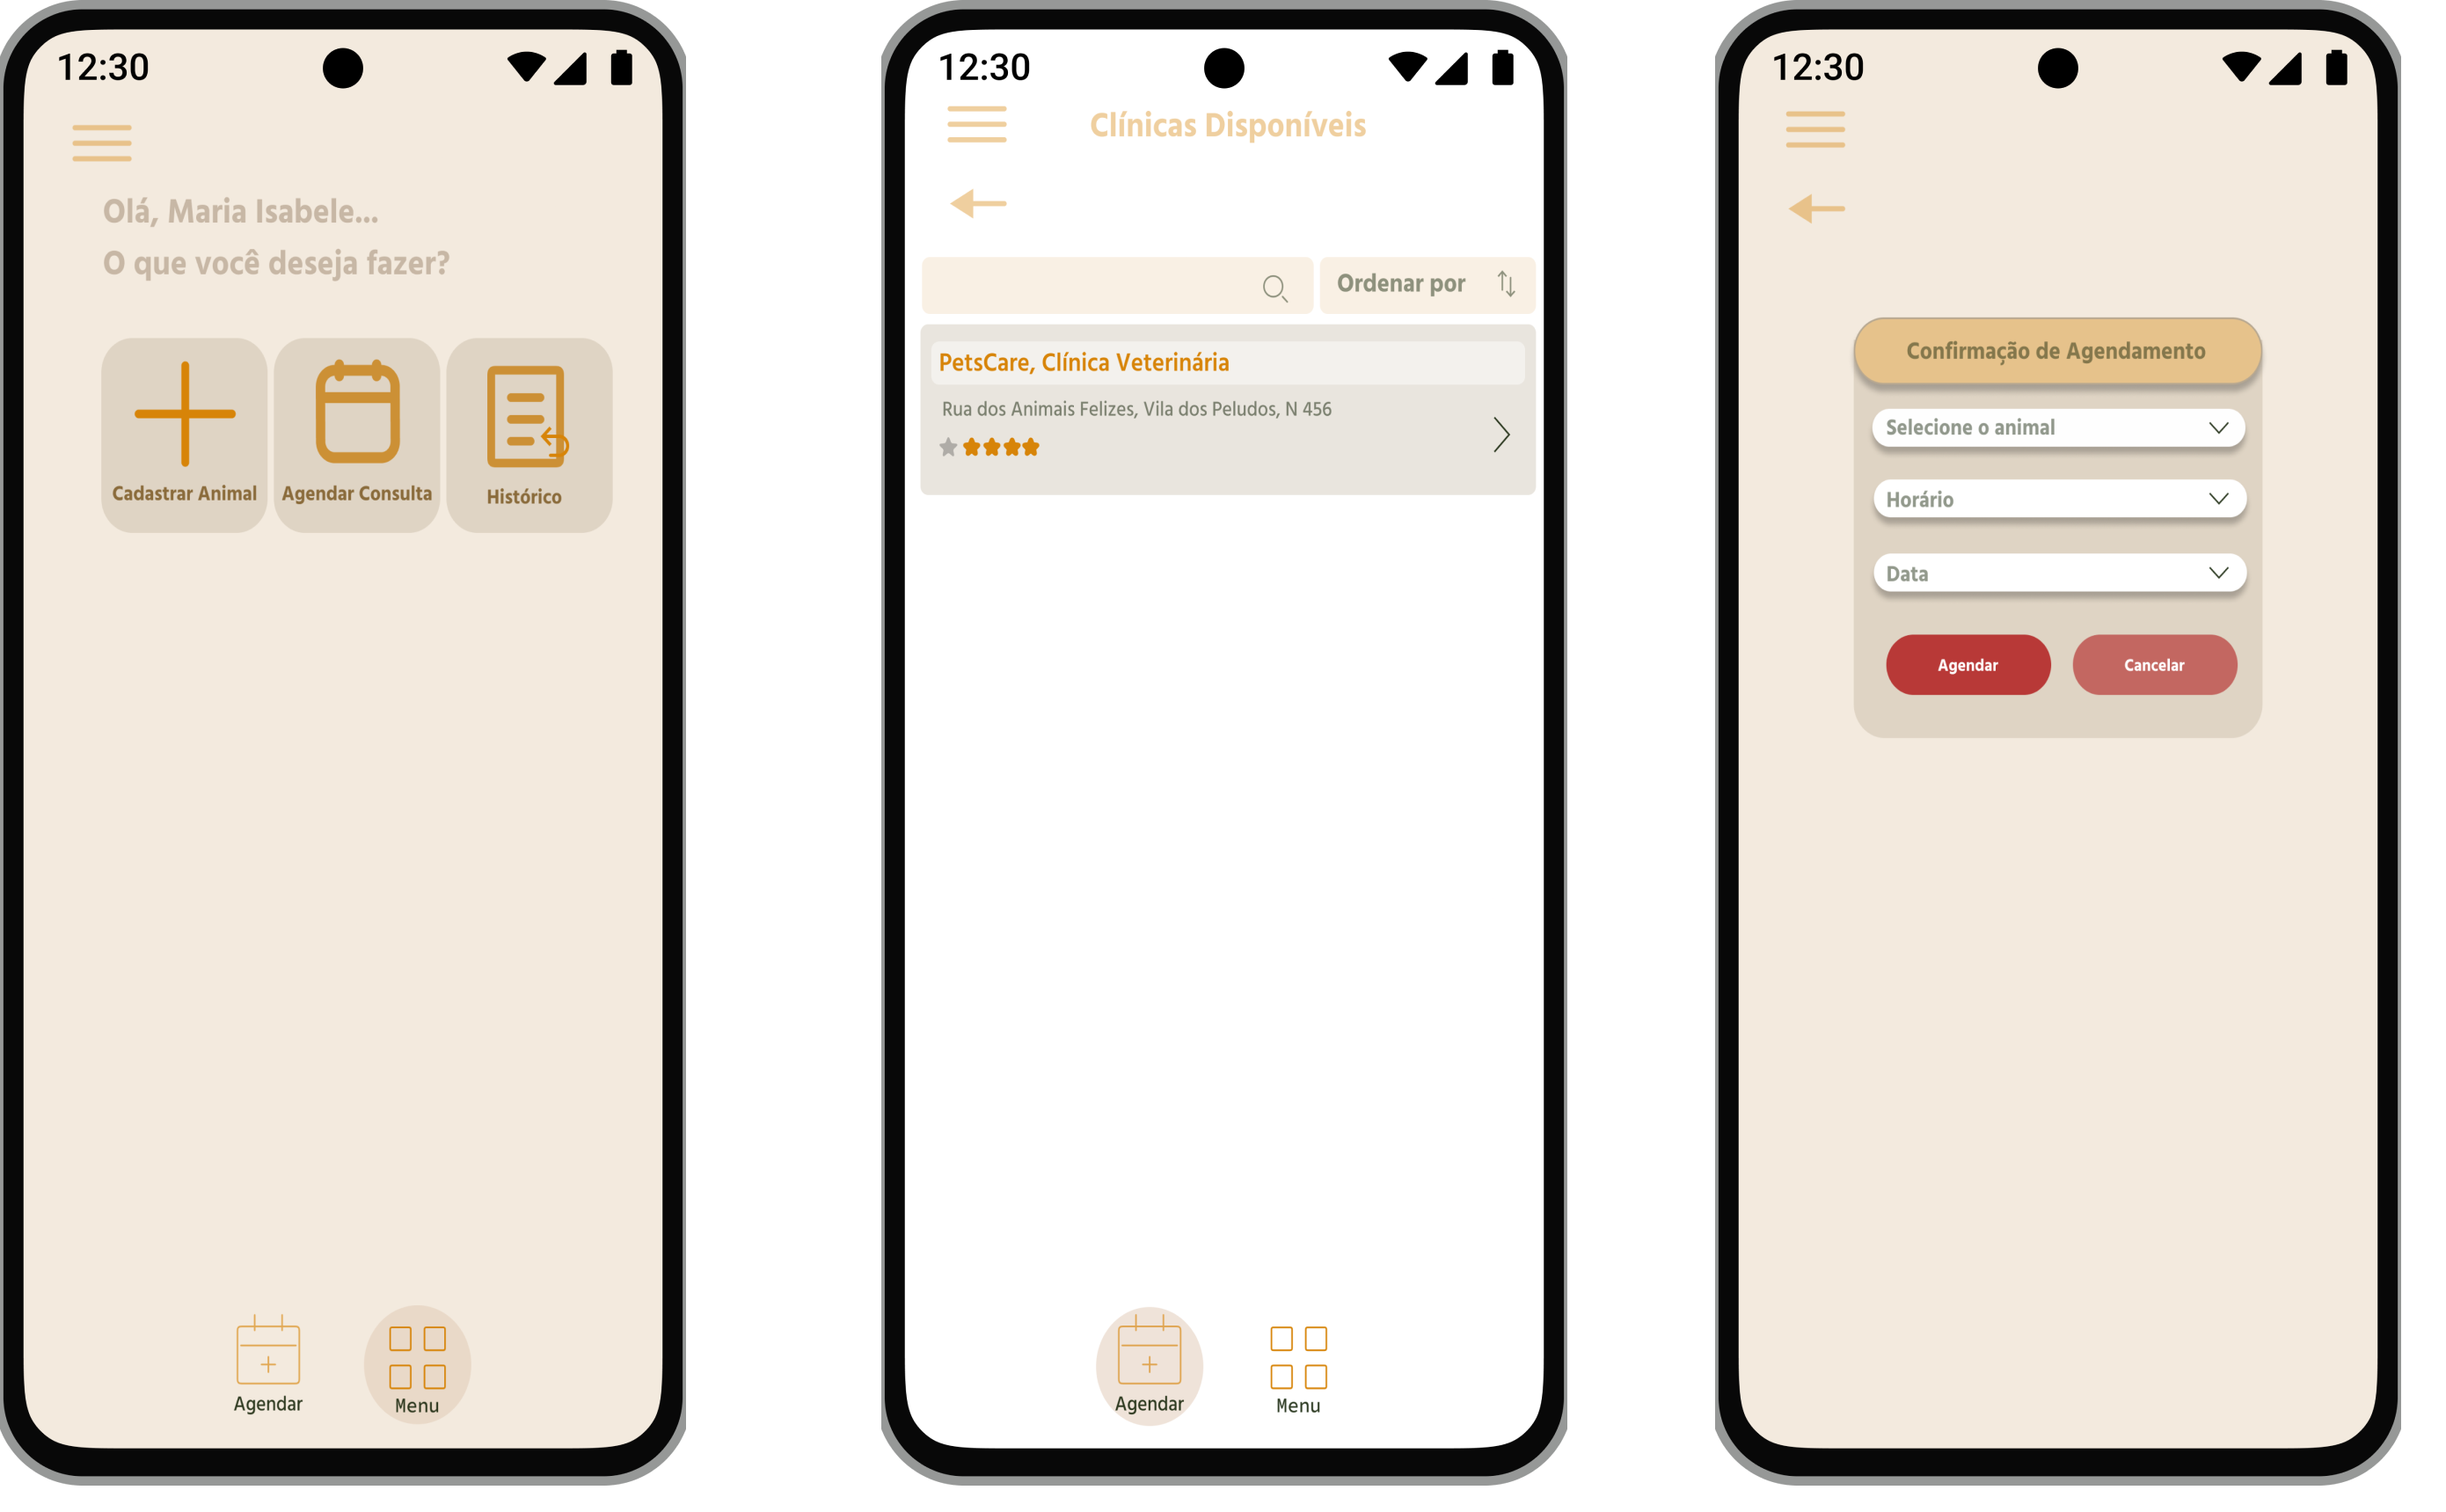 12:30
Olá, Maria Isabele...
O que você deseja fazer?
Cadastrar Animal
Agendar Consulta
Histórico
Agendar
Menu
12:30
Clínicas Disponíveis
Ordenar por
PetsCare, Clínica Veterinária
Rua dos Animais Felizes, Vila dos Peludos, N 456
Agendar
Menu
12:30
Confirmação de Agendamento
Selecione o animal
Horário
Data
Agendar
Cancelar